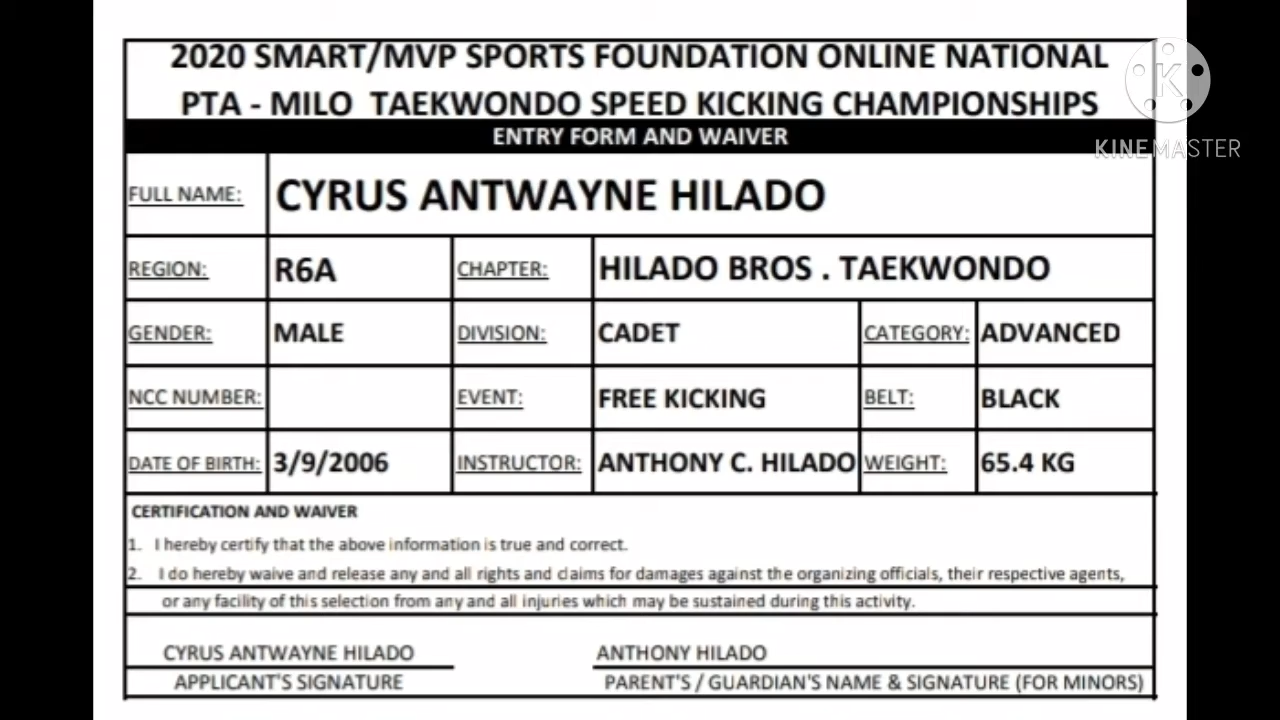 2020 SMART/MVP SPORTS FOUNDATION ONLINE NATIONAL
PTA - MILO TAEKWONDO SPEED KICKING CHAMPIONSHIPS
K
KINEMASTER
ENTRY FORM AND WAIVER
FULL NAME: CYRUS ANTWAYNE HILADO
REGION: R6A CHAPTER: HILADO BROS . TAEKWONDO
GENDER: MALE DIVISION: CADET CATEGORY: ADVANCED
NCC NUMBER: EVENT: FREE KICKING BELT: BLACK
DATE OF BIRTH: 3/9/2006 INSTRUCTOR: ANTHONY C. HILADO WEIGHT: 65.4 KG
CERTIFICATION AND WAIVER
1. I hereby certify that the above information is true and correct.
2. I do hereby waive and release any and all rights and claims for damages against the organizing officials, their respective agents,
or any facility of this selection from any and all injuries which may be sustained during this activity.
CYRUS ANTWAYNE HILADO ANTHONY HILADO
APPLICANT'S SIGNATURE PARENT'S / GUARDIAN'S NAME & SIGNATURE (FOR MINORS)